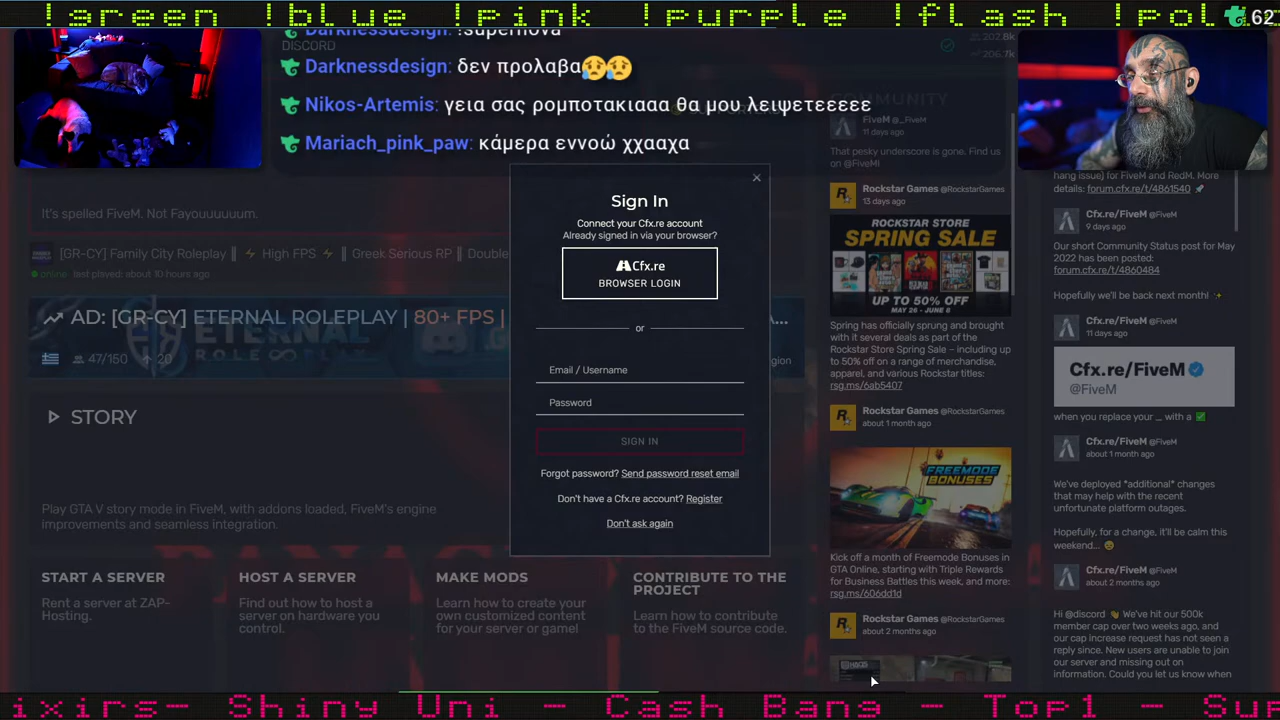 !green !blue !pink !purple !flash !pol
62
Darknessdesign: !supernova
DISCORD
Darknessdesign: δεν προλαβα😥😥
Nikos-Artemis: γεια σας ρομποτακιααα θα μου λειψετεεεεε
Mariach_pink_paw: κάμερα εννοώ χχααχα
202.8k
206.7k
It's spelled FiveM. Not Fayouuuuuum.
[GR-CY] Family City Roleplay ║ ⚡ High FPS ⚡ ║ Greek Serious RP ║ Double
online last played: about 10 hours ago
AD: [GR-CY] ETERNAL ROLEPLAY | 80+ FPS |
47/150 20
STORY
Play GTA V story mode in FiveM, with addons loaded, FiveM's engine
improvements and seamless integration.
START A SERVER
Rent a server at ZAP-
Hosting.
HOST A SERVER
Find out how to host a
server on hardware you
control.
MAKE MODS
Learn how to create your
own customized content
for your server or game!
CONTRIBUTE TO THE
PROJECT
Learn how to contribute
to the FiveM source code.
Sign In
Connect your Cfx.re account
Already signed in via your browser?
Cfx.re
BROWSER LOGIN
or
Email / Username
Password
SIGN IN
Forgot password? Send password reset email
Don't have a Cfx.re account? Register
Don't ask again
COMMUNITY
FiveM @_FiveM
11 days ago
That pesky underscore is gone. Find us
on @FiveM!
Rockstar Games @RockstarGames
13 days ago
ROCKSTAR STORE
SPRING SALE
UP TO 50% OFF
MAY 26 - JUNE 8
Spring has officially sprung and brought
with it several deals as part of the
Rockstar Store Spring Sale – including up
to 50% off on a range of merchandise,
apparel, and various Rockstar titles:
rsg.ms/6ab5407
Rockstar Games @RockstarGames
about 1 month ago
FREEMODE
BONUSES
Kick off a month of Freemode Bonuses in
GTA Online, starting with Triple Rewards
for Business Battles this week, and more:
rsg.ms/606dd1d
Rockstar Games @RockstarGames
about 2 months ago
hang issue] for FiveM and RedM. More
details: forum.cfx.re/t/4861540 📌
Cfx.re/FiveM @FiveM
9 days ago
Our short Community Status post for May
2022 has been posted:
forum.cfx.re/t/4860484
Hopefully we'll be back next month! ✨
Cfx.re/FiveM @FiveM
11 days ago
Cfx.re/FiveM
@FiveM
when you replace your _ with a ✅
Cfx.re/FiveM @FiveM
about 1 month ago
We've deployed *additional* changes
that may help with the recent
unfortunate platform outages.
Hopefully, for a change, it'll be calm this
weekend...
Cfx.re/FiveM @FiveM
about 2 months ago
Hi @discord 👋 We've hit our 500k
member cap over two weeks ago, and
our cap increase request has not seen a
reply since. New users are unable to join
our server and missing out on
information. Could you let us know when
ixirs- Shiny Uni - Cash Bang - Top1 - Sup